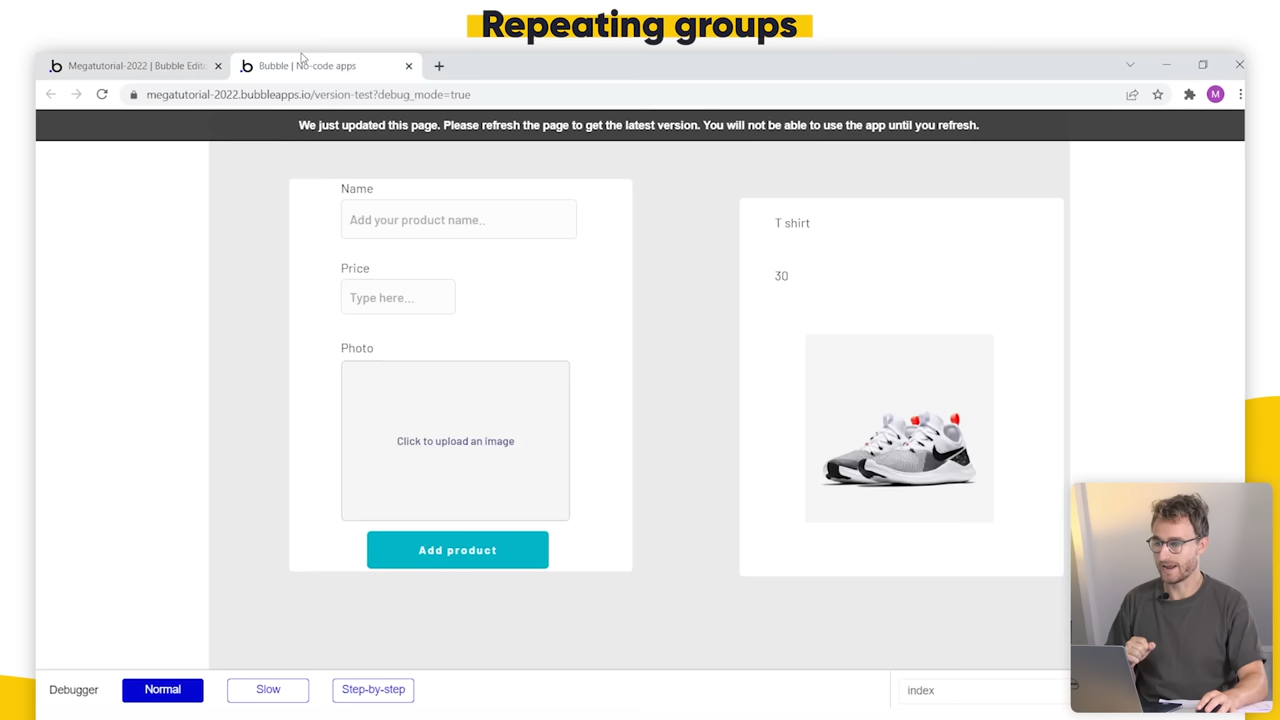 Repeating groups
Megatutorial-2022 | Bubble Edito
Bubble | No-code apps
megatutorial-2022.bubbleapps.io/version-test?debug_mode=true
M
We just updated this page. Please refresh the page to get the latest version. You will not be able to use the app until you refresh.
Name
Add your product name..
Price
Type here...
Photo
Click to upload an image
Add product
T shirt
30
Debugger
Normal
Slow
Step-by-step
index